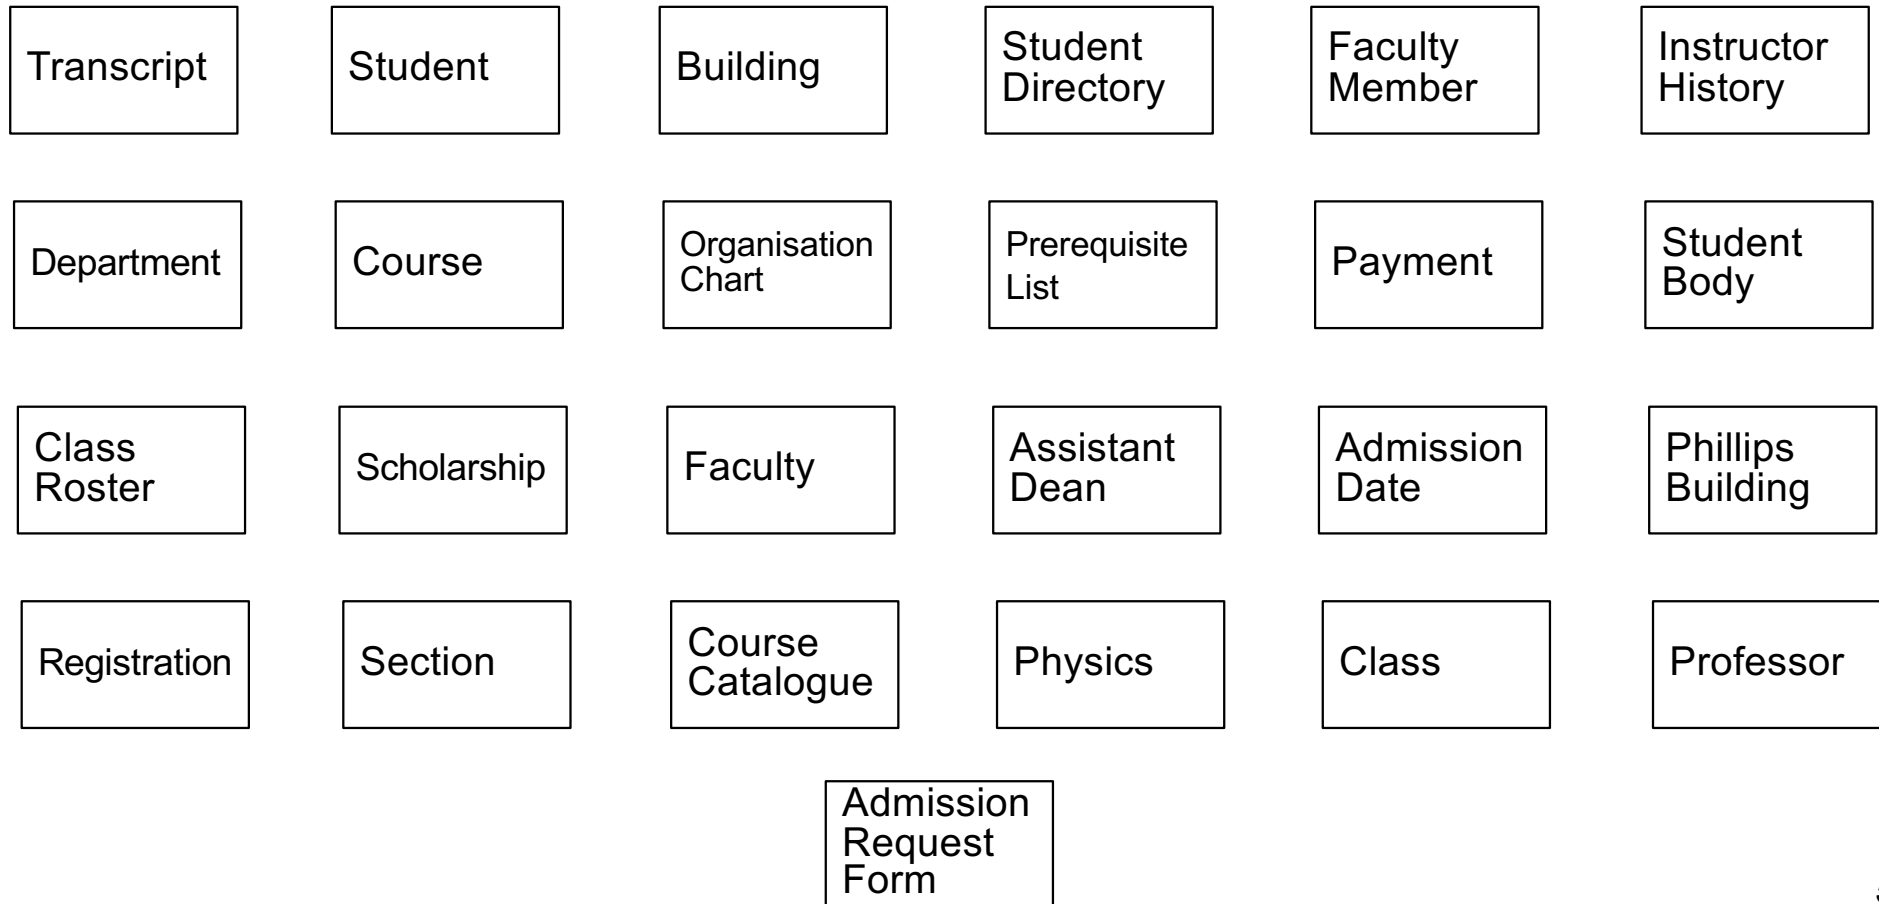 Transcript
Student
Building
Student
Directory
Faculty
Member
Instructor
History
Department
Course
Organisation
Chart
Prerequisite
List
Payment
Student
Body
Class
Roster
Scholarship
Faculty
Assistant
Dean
Admission
Date
Phillips
Building
Registration
Section
Course
Catalogue
Physics
Class
Professor
Admission
Request
Form